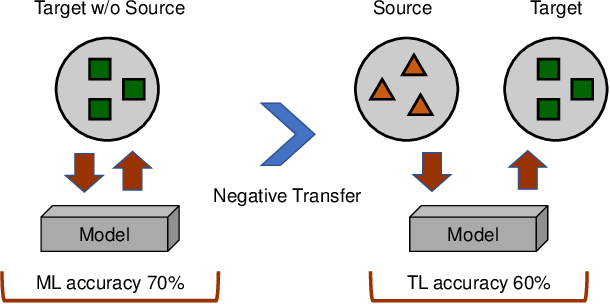 Target w/o Source
Source
Target
Negative Transfer
Model
Model
ML accuracy 70%
TL accuracy 60%